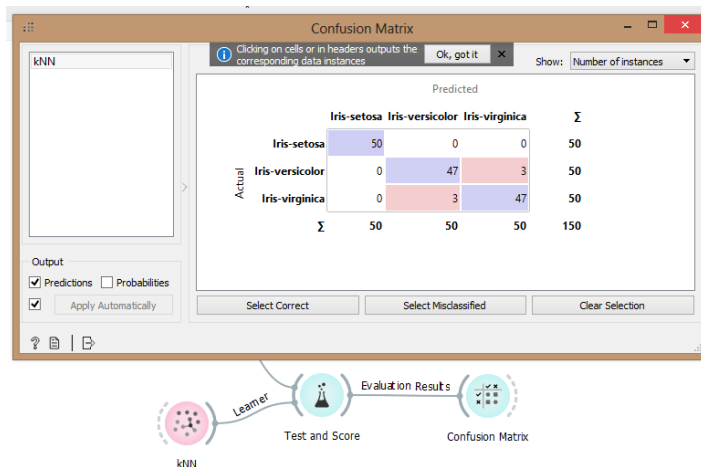 Confusion Matrix
kNN
Clicking on cells or in headers outputs the
corresponding data instances
Ok, got it
Show: Number of instances
Predicted
Iris-setosa Iris-versicolor Iris-virginica Σ
Iris-setosa 50 0 0 50
Actual
Iris-versicolor 0 47 3 50
Iris-virginica 0 3 47 50
Σ 50 50 50 150
Output
Predictions Probabilities
Apply Automatically
Select Correct Select Misclassified Clear Selection
Learner
Evaluation Results
Test and Score
Confusion Matrix
kNN